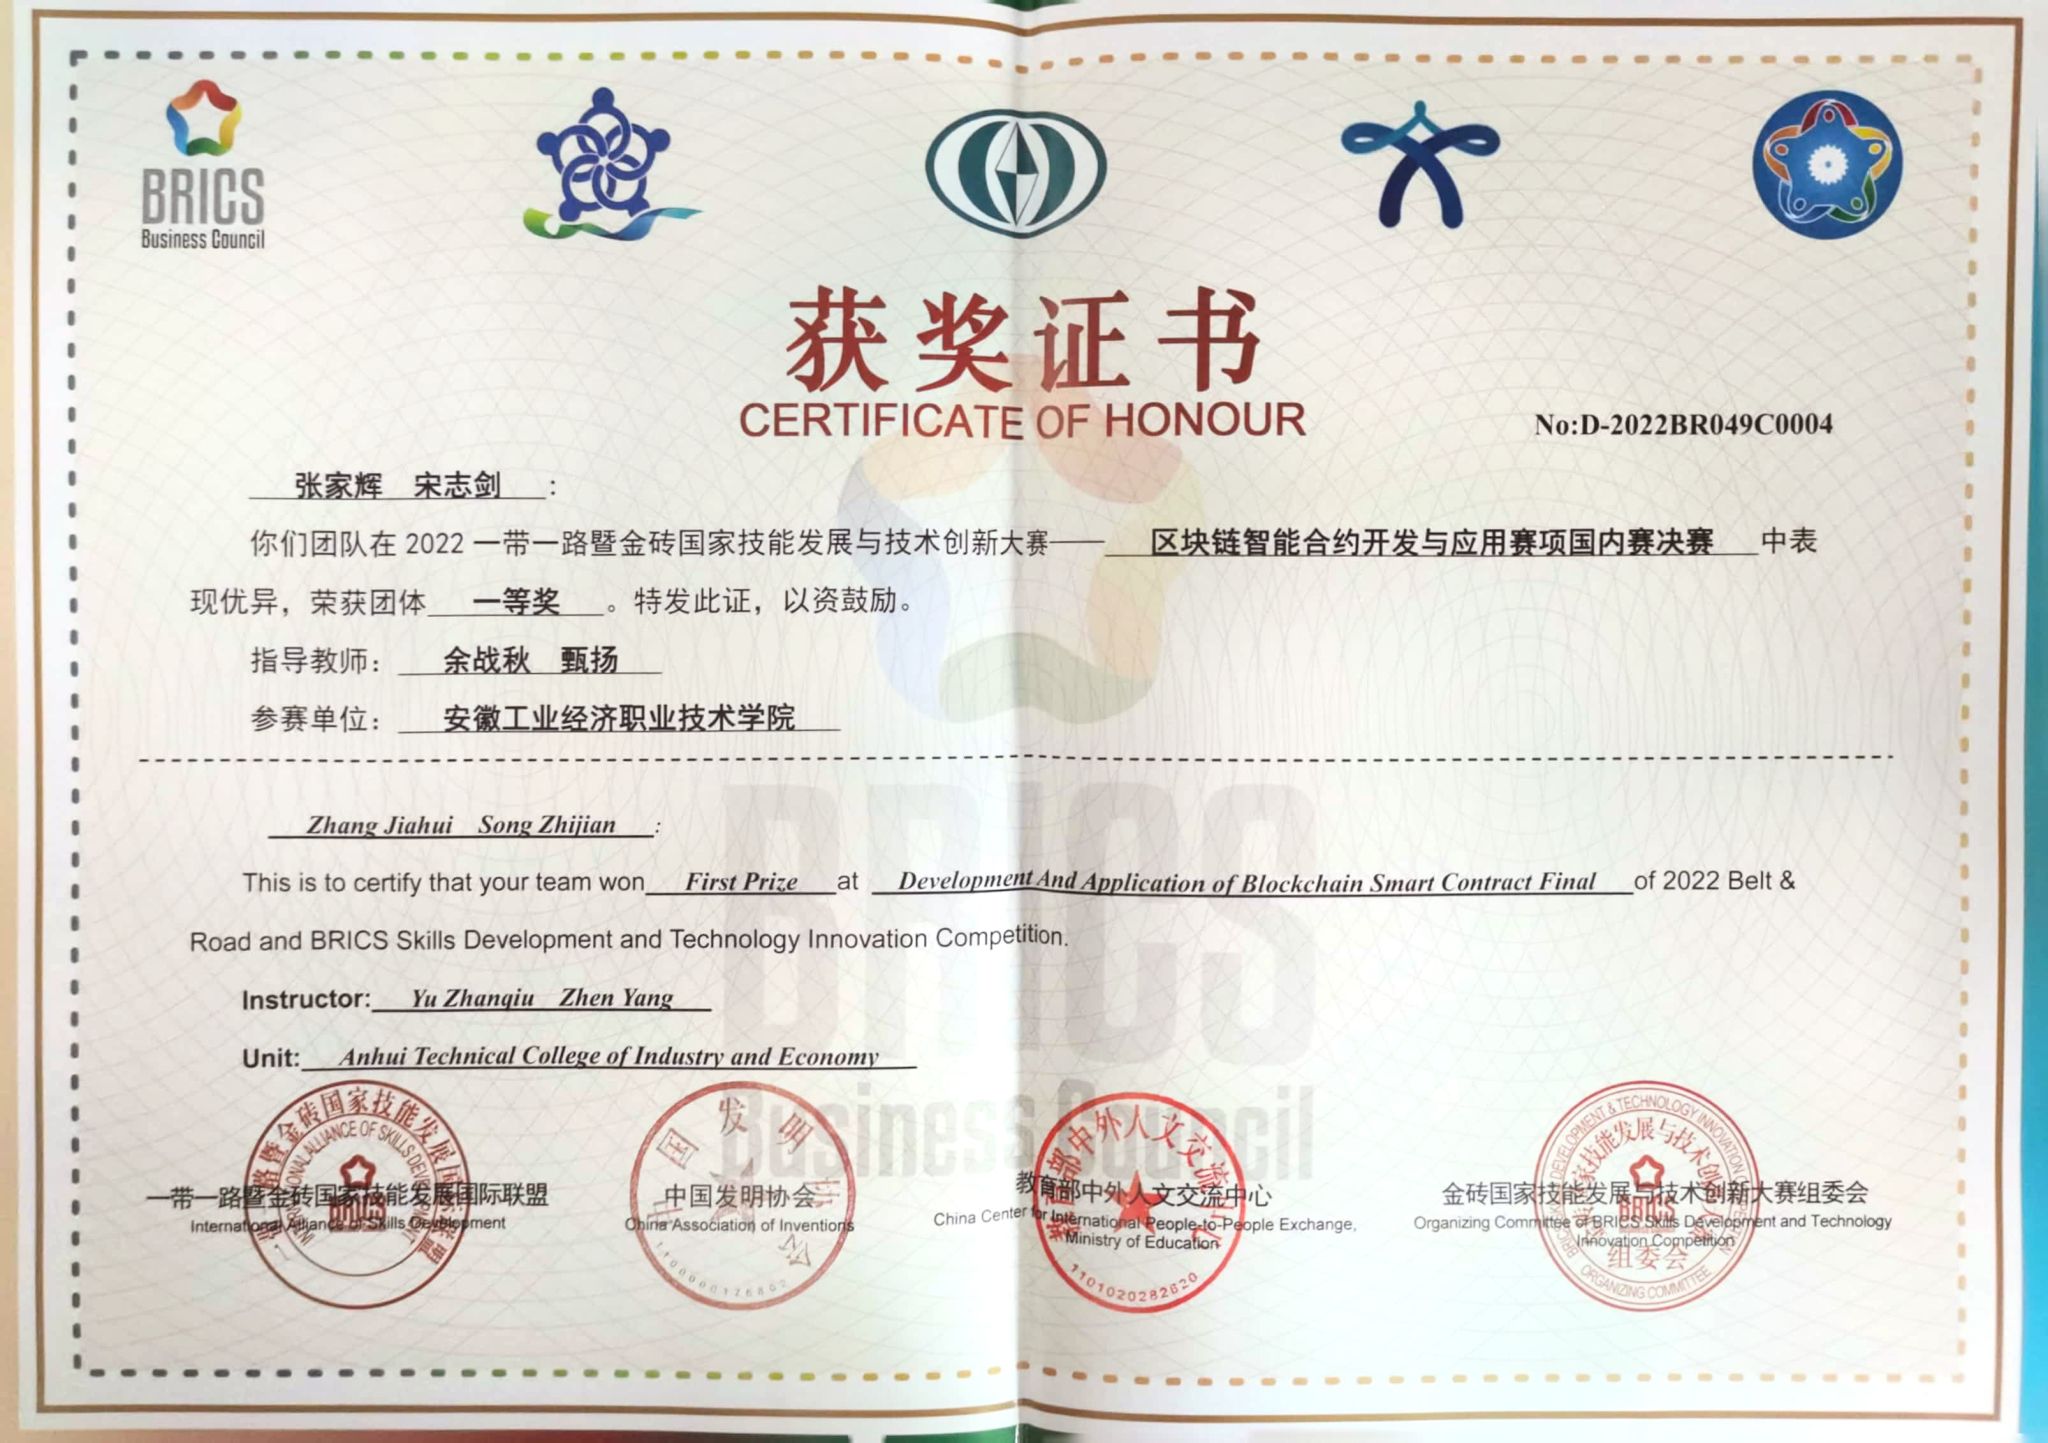 BRICS
Business Council
获奖证书
CERTIFICATE OF HONOUR
No:D-2022BR049C0004
张家辉 宋志剑 :
你们团队在 2022 一带一路暨金砖国家技能发展与技术创新大赛—— 区块链智能合约开发与应用赛项国内赛决赛 中表
现优异，荣获团体 一等奖 。特发此证，以资鼓励。
指导教师： 余战秋 甄扬
参赛单位： 安徽工业经济职业技术学院
Zhang Jiahui Song Zhijian :
This is to certify that your team won First Prize at Development And Application of Blockchain Smart Contract Final of 2022 Belt &
Road and BRICS Skills Development and Technology Innovation Competition.
Instructor: Yu Zhanqiu Zhen Yang
Unit: Anhui Technical College of Industry and Economy
BRICS
Business Council
一带一路暨金砖国家技能发展国际联盟
International Alliance of Skills Development
中国发明协会
China Association of Inventions
教育部中外人文交流中心
China Center for International People-to-People Exchange,
Ministry of Education
1101020282620
金砖国家技能发展与技术创新大赛组委会
Organizing Committee of BRICS Skills Development and Technology
Innovation Competition
BRICS
组委会
ORGANIZING COMMITTEE